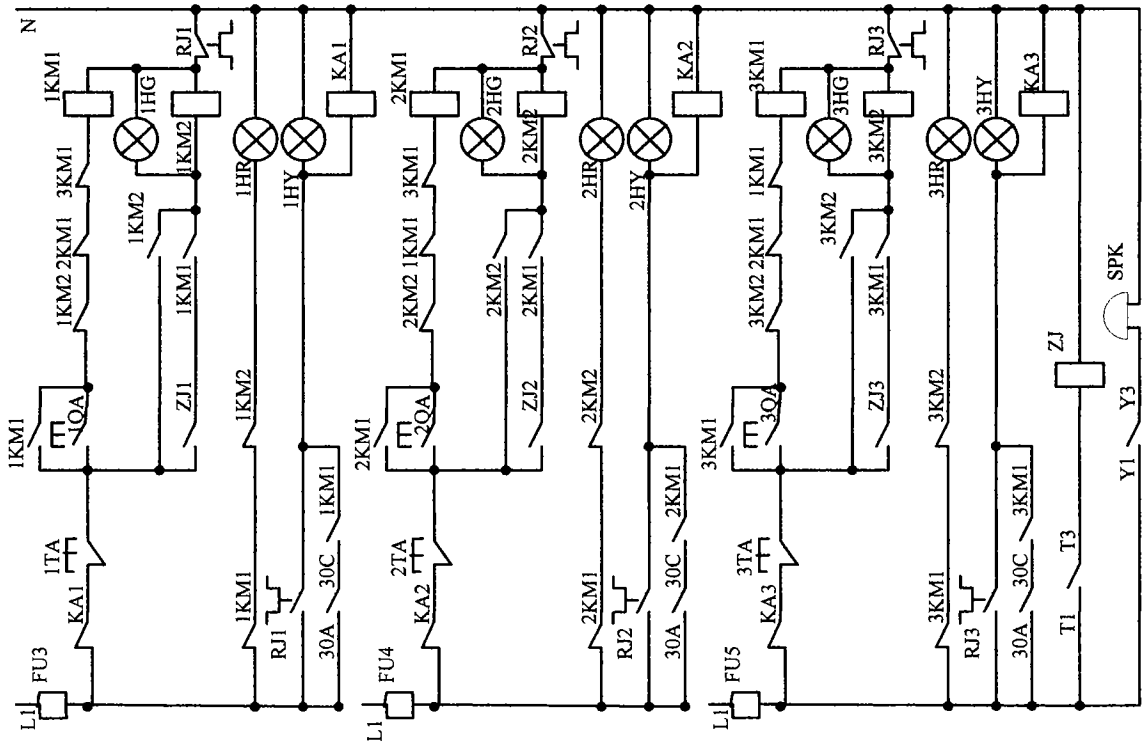 N
L1
FU3
KA1
1TA
1KM1
1QA
1KM2
2KM1
3KM1
1KM1
1HG
RJ1
ZJ1
1KM1
1KM2
1KM2
1KM1
1KM2
1HR
RJ1
1HY
30A
30C
1KM1
KA1
L1
FU4
KA2
2TA
2KM1
2QA
2KM2
1KM1
3KM1
2KM1
2HG
RJ2
ZJ2
2KM1
2KM2
2KM2
2KM1
2KM2
2HR
RJ2
2HY
30A
30C
2KM1
KA2
L1
FU5
KA3
3TA
3KM1
3QA
3KM2
2KM1
1KM1
3KM1
3HG
RJ3
ZJ3
3KM1
3KM2
3KM2
3KM1
3KM2
3HR
RJ3
3HY
30A
30C
3KM1
KA3
T1
T3
ZJ
Y1
Y3
SPK